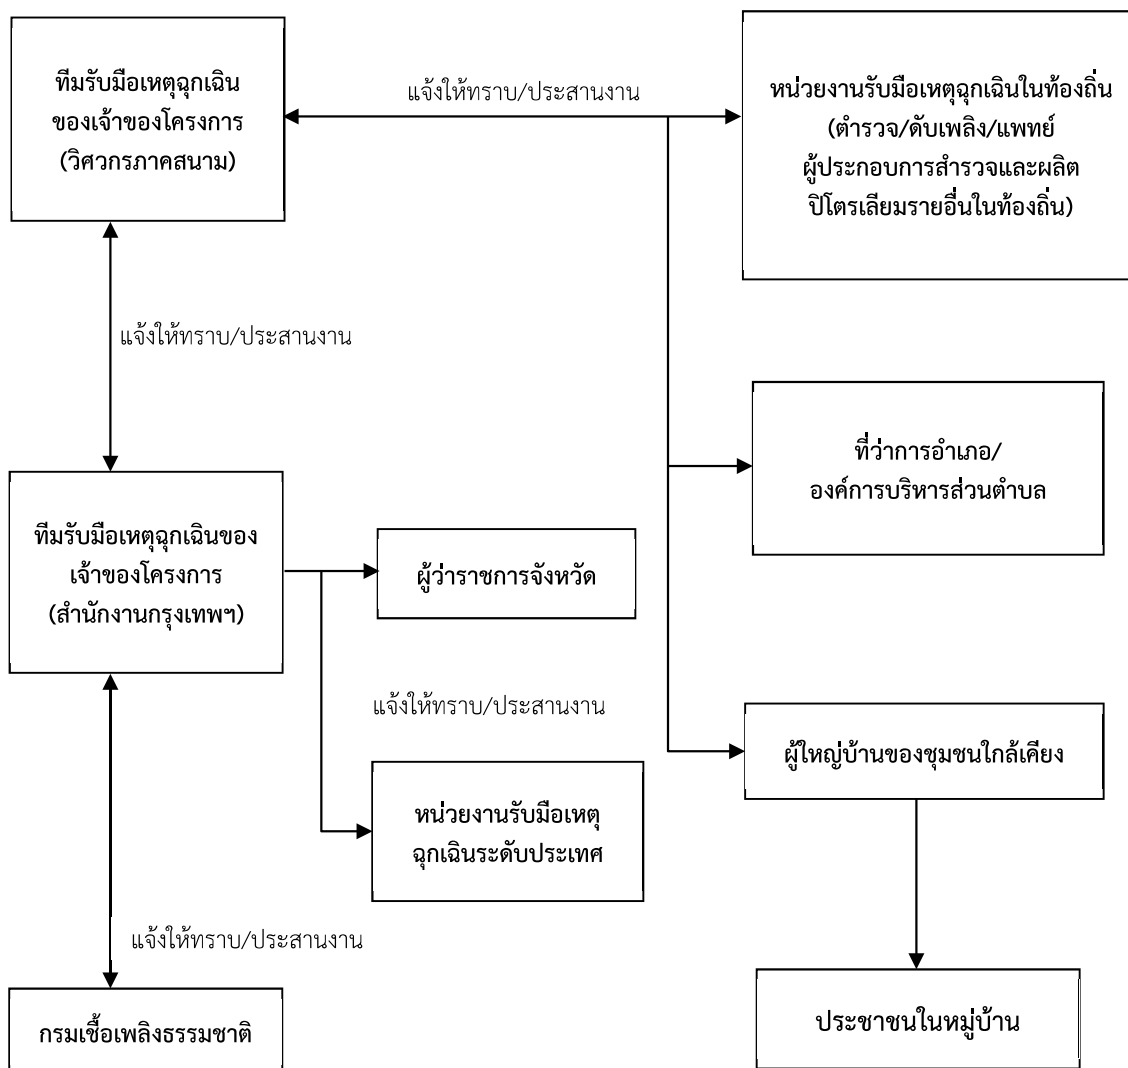 ทีมรับมือเหตุฉุกเฉิน
ของเจ้าของโครงการ
(วิศวกรภาคสนาม)
แจ้งให้ทราบ/ประสานงาน
หน่วยงานรับมือเหตุฉุกเฉินในท้องถิ่น
(ตำรวจ/ดับเพลิง/แพทย์
ผู้ประกอบการสำรวจและผลิต
ปิโตรเลียมรายอื่นในท้องถิ่น)
แจ้งให้ทราบ/ประสานงาน
ที่ว่าการอำเภอ/
องค์การบริหารส่วนตำบล
ทีมรับมือเหตุฉุกเฉินของ
เจ้าของโครงการ
(สำนักงานกรุงเทพฯ)
ผู้ว่าราชการจังหวัด
แจ้งให้ทราบ/ประสานงาน
ผู้ใหญ่บ้านของชุมชนใกล้เคียง
หน่วยงานรับมือเหตุ
ฉุกเฉินระดับประเทศ
แจ้งให้ทราบ/ประสานงาน
กรมเชื้อเพลิงธรรมชาติ
ประชาชนในหมู่บ้าน